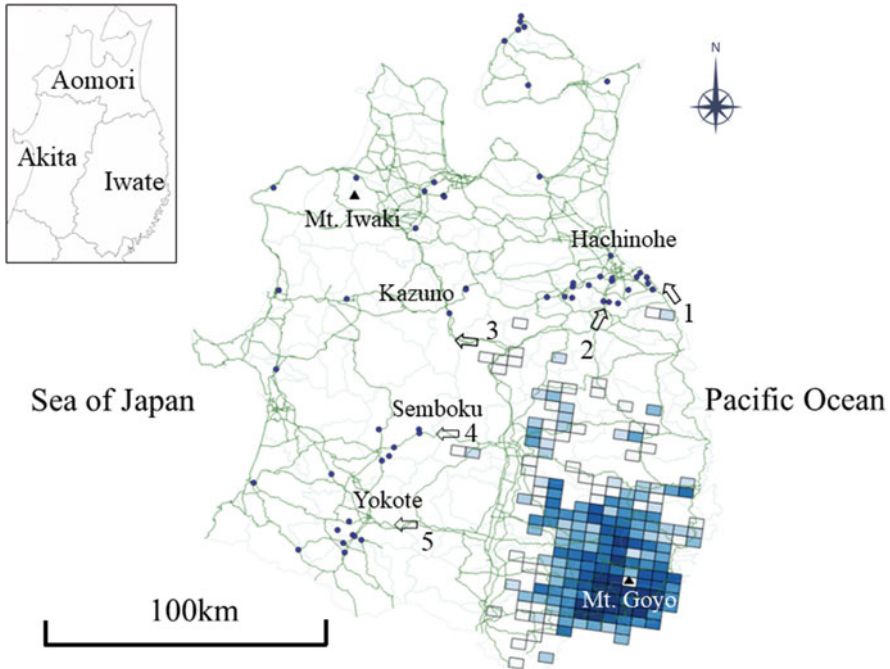 N
Aomori
Akita
Iwate
Mt. Iwaki
Hachinohe
Kazuno
1
3
2
Sea of Japan
Semboku
Pacific Ocean
4
Yokote
5
100km
Mt. Goyo